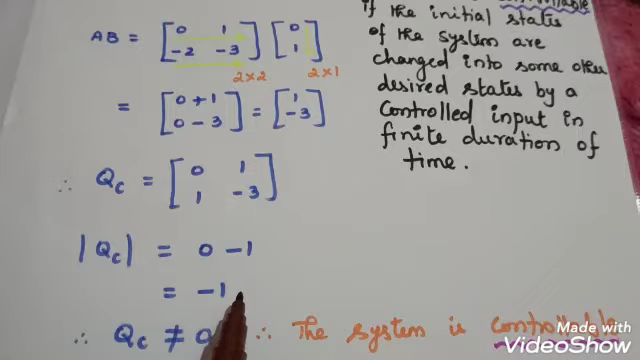 AB = [0 1; -2 -3] [0; 1]
2×2 2×1
= [0+1; 0-3] = [1; -3]
∴ Qc = [0 1; 1 -3]
|Qc| = 0 - 1
= -1
∴ Qc ≠ 0 ∴ The system is controllable
if the initial states
of the system are
changed into some other
desired states by a
controlled input in
finite duration of
time.
Made with
VideoShow